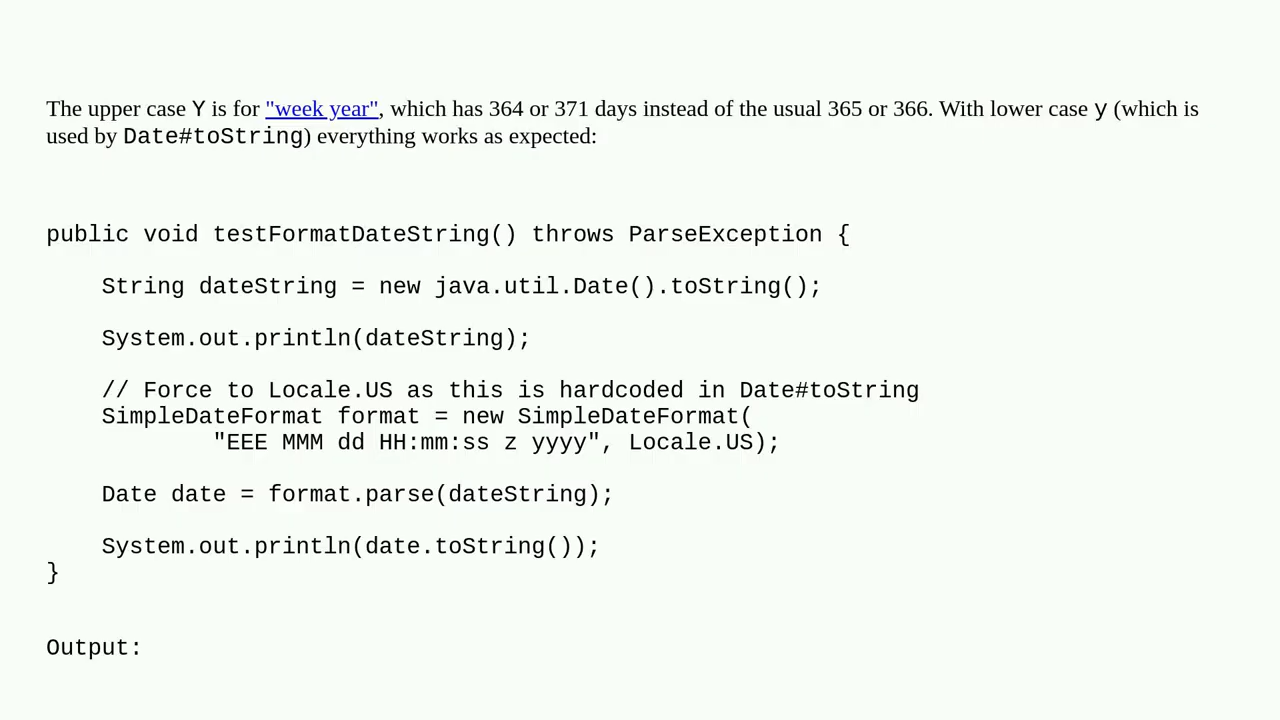 The upper case Y is for "week year", which has 364 or 371 days instead of the usual 365 or 366. With lower case y (which is
used by Date#toString) everything works as expected:
public void testFormatDateString() throws ParseException {
    String dateString = new java.util.Date().toString();
    System.out.println(dateString);
    // Force to Locale.US as this is hardcoded in Date#toString
    SimpleDateFormat format = new SimpleDateFormat(
            "EEE MMM dd HH:mm:ss z yyyy", Locale.US);
    Date date = format.parse(dateString);
    System.out.println(date.toString());
}
Output: